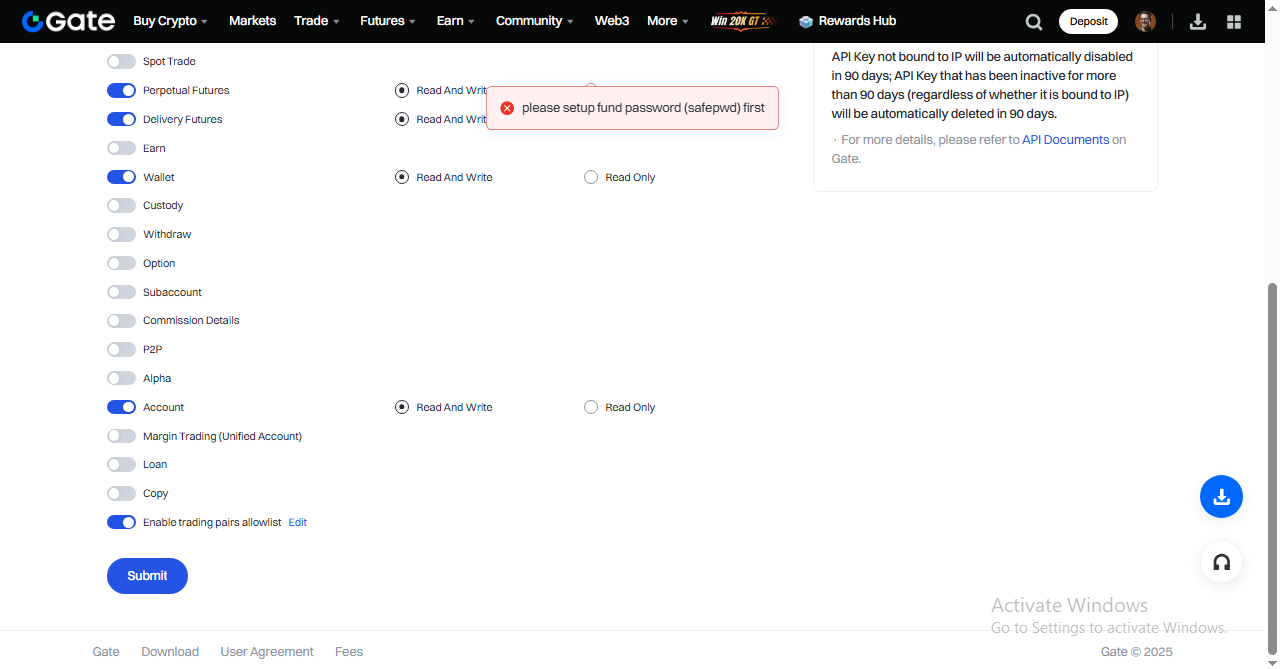 Gate Buy Crypto Markets Trade Futures Earn Community Web3 More Win 20K GT Rewards Hub Deposit
Spot Trade
Perpetual Futures Read And Write
Delivery Futures Read And Writ
please setup fund password (safepwd) first
Earn
Wallet Read And Write Read Only
Custody
Withdraw
Option
Subaccount
Commission Details
P2P
Alpha
Account Read And Write Read Only
Margin Trading (Unified Account)
Loan
Copy
Enable trading pairs allowlist Edit
Submit
API Key not bound to IP will be automatically disabled
in 90 days; API Key that has been inactive for more
than 90 days (regardless of whether it is bound to IP)
will be automatically deleted in 90 days.
· For more details, please refer to API Documents on
Gate.
Activate Windows
Go to Settings to activate Windows.
Gate Download User Agreement Fees Gate © 2025